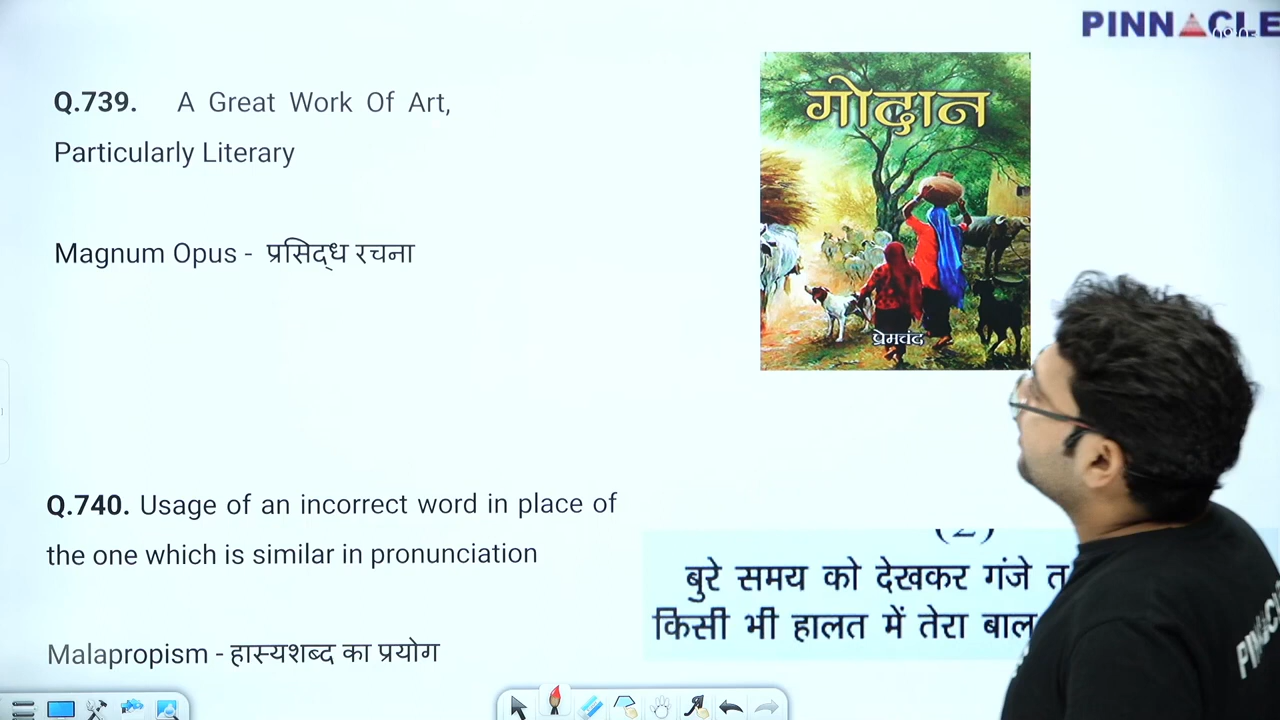 PINNACLE
Q.739. A Great Work Of Art,
Particularly Literary
Magnum Opus - प्रसिद्ध रचना
गोदान
प्रेमचंद
Q.740. Usage of an incorrect word in place of
the one which is similar in pronunciation
Malapropism - हास्यशब्द का प्रयोग
(2)
बुरे समय को देखकर गंजे
किसी भी हालत में तेरा बाल